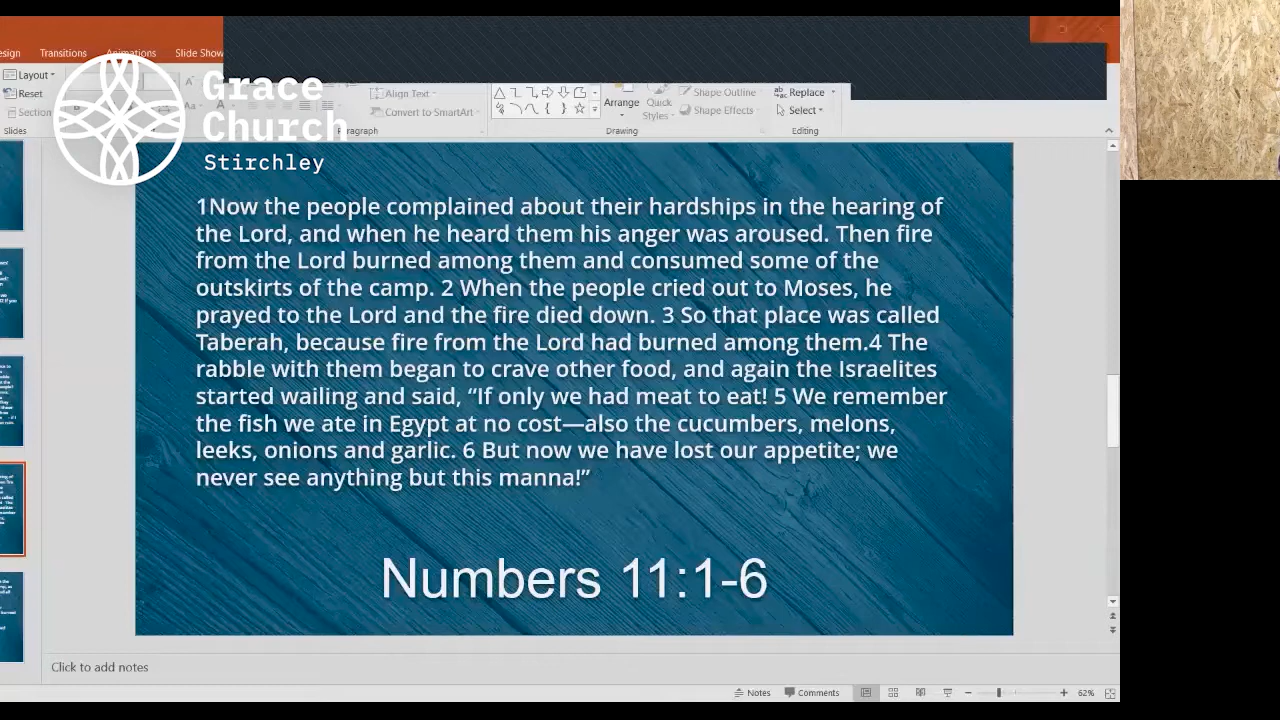 esign Transitions Animations Slide Show
Layout
Reset
Section
Slides
Align Text
Convert to SmartArt
Paragraph
Arrange
Quick
Styles
Shape Outline
Shape Effects
Drawing
Replace
Select
Editing
Grace
Church
Stirchley
1Now the people complained about their hardships in the hearing of
the Lord, and when he heard them his anger was aroused. Then fire
from the Lord burned among them and consumed some of the
outskirts of the camp. 2 When the people cried out to Moses, he
prayed to the Lord and the fire died down. 3 So that place was called
Taberah, because fire from the Lord had burned among them.4 The
rabble with them began to crave other food, and again the Israelites
started wailing and said, “If only we had meat to eat! 5 We remember
the fish we ate in Egypt at no cost—also the cucumbers, melons,
leeks, onions and garlic. 6 But now we have lost our appetite; we
never see anything but this manna!”
Numbers 11:1-6
Click to add notes
Notes Comments 62%